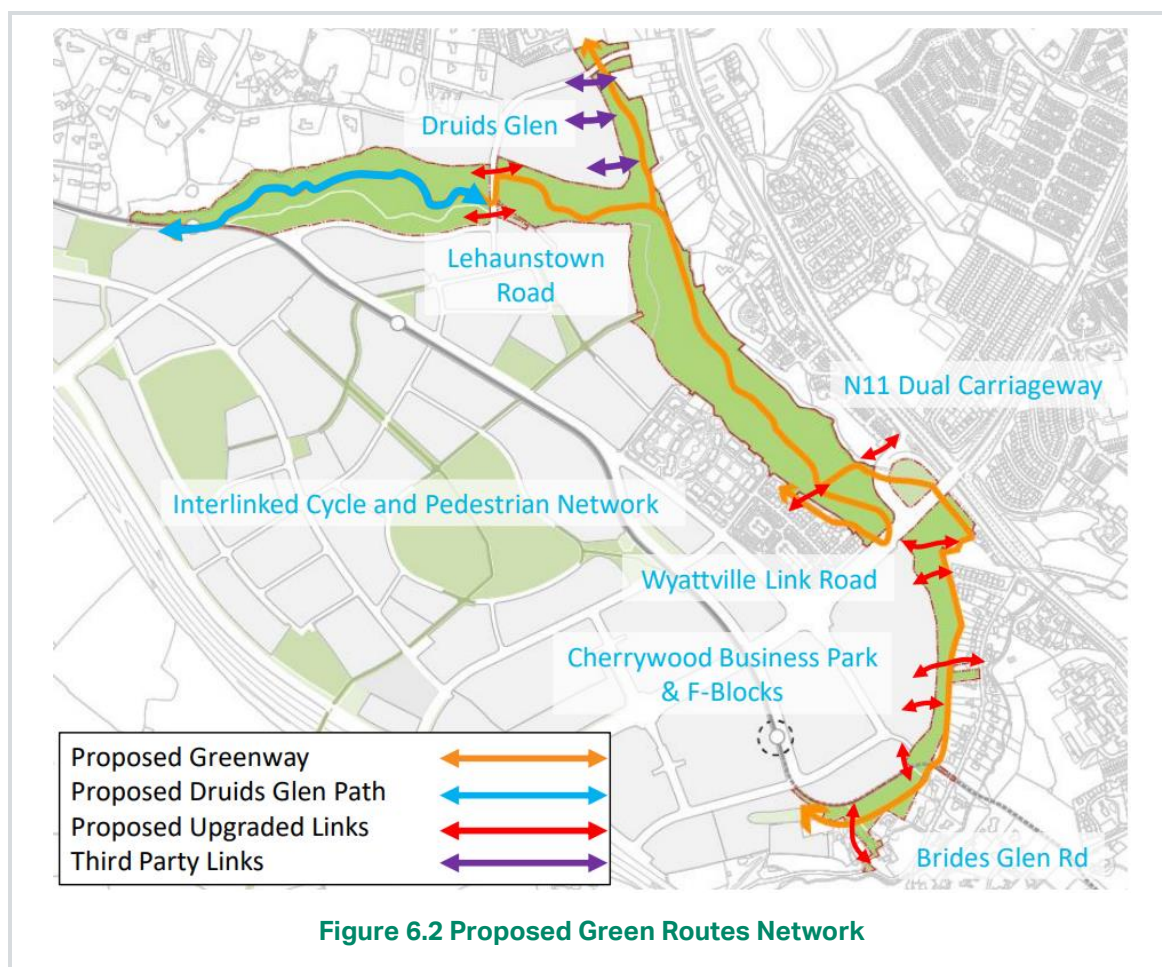 Druids Glen
Lehaunstown
Road
N11 Dual Carriageway
Interlinked Cycle and Pedestrian Network
Wyattville Link Road
Cherrywood Business Park
& F-Blocks
Brides Glen Rd
Proposed Greenway
Proposed Druids Glen Path
Proposed Upgraded Links
Third Party Links
Figure 6.2 Proposed Green Routes Network